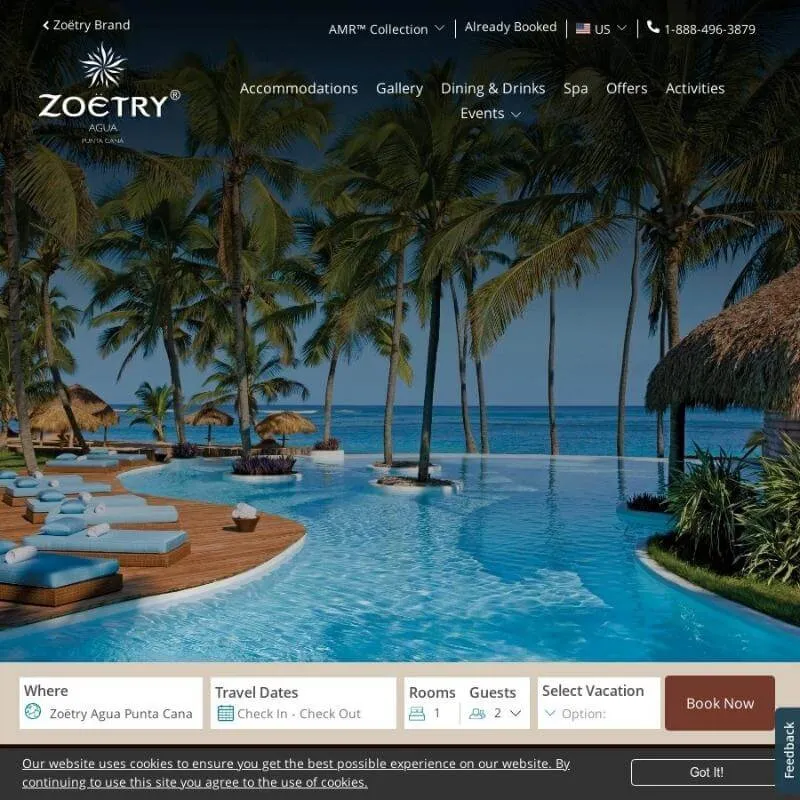 Zoëtry Brand
AMR™ Collection
Already Booked
US
1-888-496-3879
ZOËTRY®
AGUA
PUNTA CANA
Accommodations Gallery Dining & Drinks Spa Offers Activities
Events
Where
Zoëtry Agua Punta Cana
Travel Dates
Check In - Check Out
Rooms Guests
1 2
Select Vacation
Option:
Book Now
Feedback
Our website uses cookies to ensure you get the best possible experience on our website. By
continuing to use this site you agree to the use of cookies.
Got It!